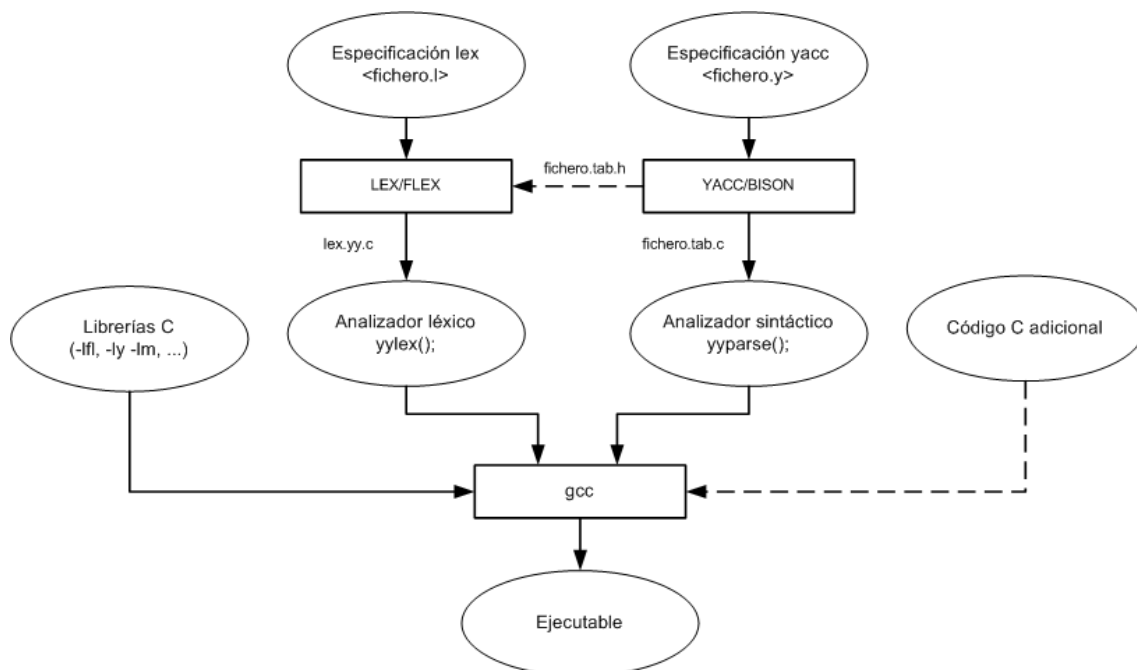 Especificación lex
<fichero.l>
Especificación yacc
<fichero.y>
fichero.tab.h
LEX/FLEX
YACC/BISON
lex.yy.c
fichero.tab.c
Librerías C
(-lfl, -ly -lm, ...)
Analizador léxico
yylex();
Analizador sintáctico
yyparse();
Código C adicional
gcc
Ejecutable